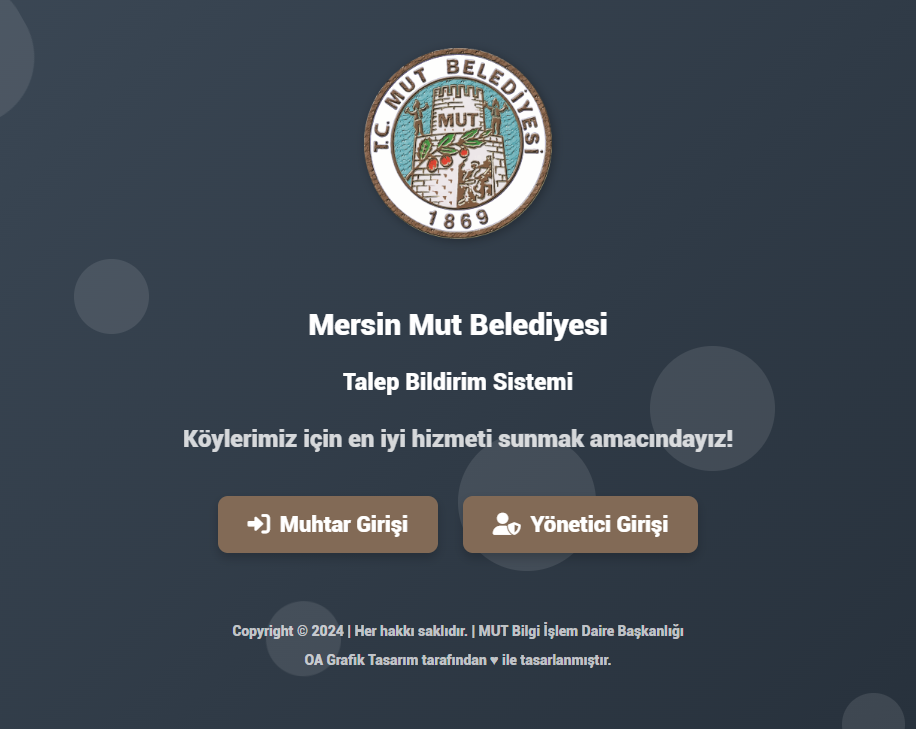 T.C. MUT BELEDİYESİ
MUT
1869
Mersin Mut Belediyesi
Talep Bildirim Sistemi
Köylerimiz için en iyi hizmeti sunmak amacındayız!
Muhtar Girişi
Yönetici Girişi
Copyright © 2024 | Her hakkı saklıdır. | MUT Bilgi İşlem Daire Başkanlığı
OA Grafik Tasarım tarafından ♥ ile tasarlanmıştır.